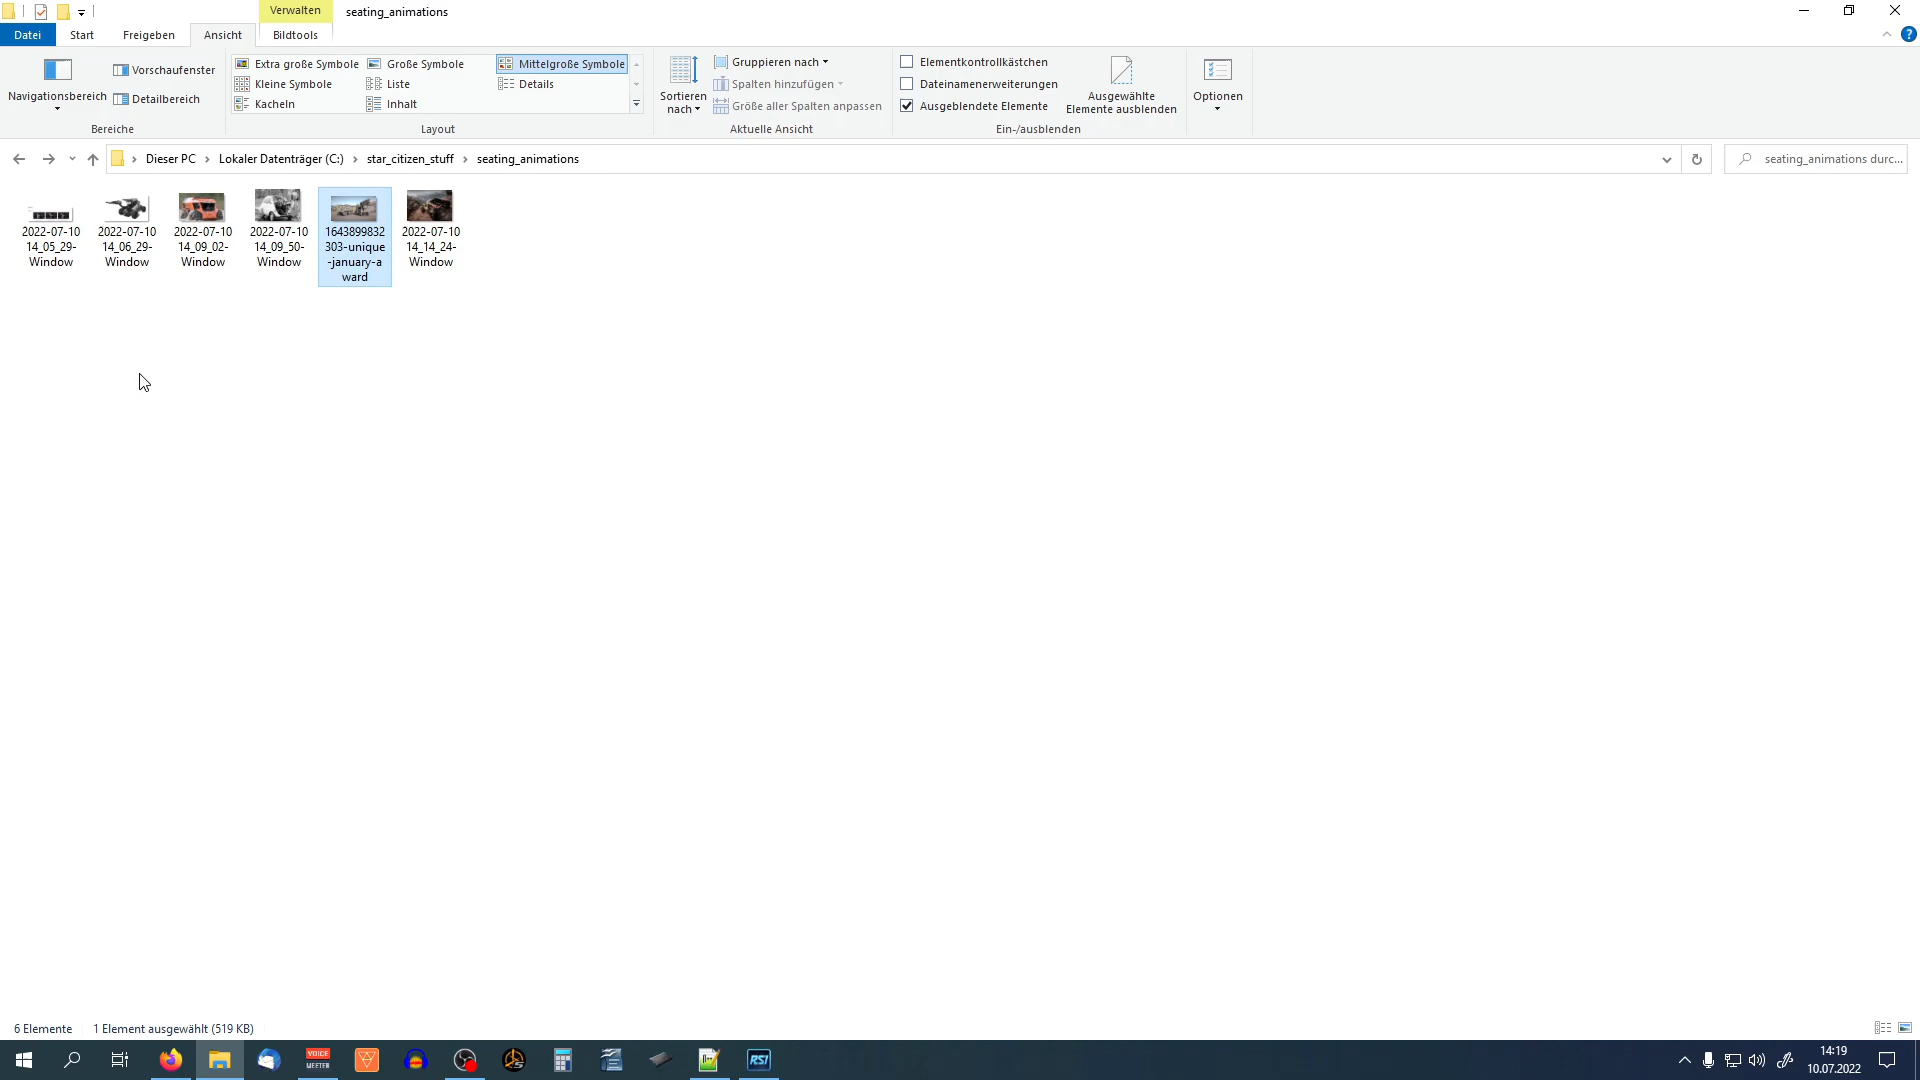 Verwalten
seating_animations
Datei Start Freigeben Ansicht Bildtools
Navigationsbereich
Vorschaufenster
Detailbereich
Bereiche
Extra große Symbole Große Symbole Mittelgroße Symbole
Kleine Symbole Liste Details
Kacheln Inhalt
Layout
Sortieren
nach
Gruppieren nach
Spalten hinzufügen
Größe aller Spalten anpassen
Aktuelle Ansicht
Elementkontrollkästchen
Dateinamenerweiterungen
Ausgeblendete Elemente
Ausgewählte
Elemente ausblenden
Ein-/ausblenden
Optionen
Dieser PC › Lokaler Datenträger (C:) › star_citizen_stuff › seating_animations
seating_animations durc...
2022-07-10
14_05_29-
Window
2022-07-10
14_06_29-
Window
2022-07-10
14_09_02-
Window
2022-07-10
14_09_50-
Window
1643899832
303-unique
-january-a
ward
2022-07-10
14_14_24-
Window
6 Elemente 1 Element ausgewählt (519 KB)
VOICE
MEETER
RSI
14:19
10.07.2022